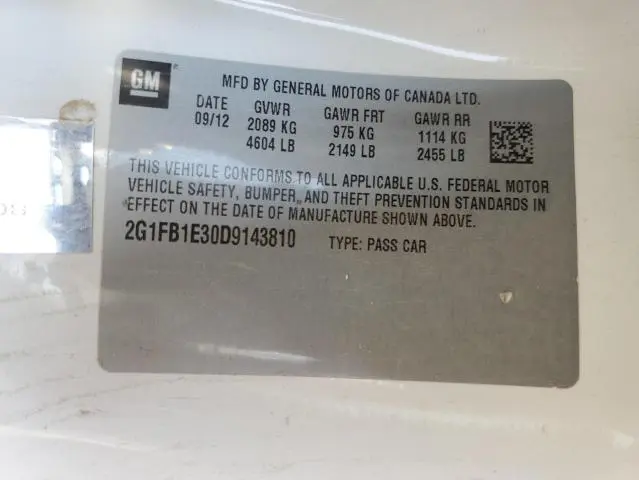 GM
MFD BY GENERAL MOTORS OF CANADA LTD.
DATE GVWR GAWR FRT GAWR RR
09/12 2089 KG 975 KG 1114 KG
4604 LB 2149 LB 2455 LB
THIS VEHICLE CONFORMS TO ALL APPLICABLE U.S. FEDERAL MOTOR
VEHICLE SAFETY, BUMPER, AND THEFT PREVENTION STANDARDS IN
EFFECT ON THE DATE OF MANUFACTURE SHOWN ABOVE.
2G1FB1E30D9143810 TYPE: PASS CAR